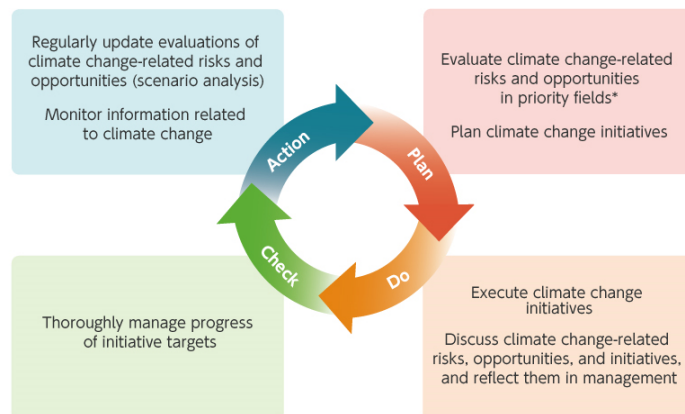 Regularly update evaluations of
climate change-related risks and
opportunities (scenario analysis)
Monitor information related
to climate change
Evaluate climate change-related
risks and opportunities
in priority fields*
Plan climate change initiatives
Action
Plan
Check
Do
Thoroughly manage progress
of initiative targets
Execute climate change
initiatives
Discuss climate change-related
risks, opportunities, and initiatives,
and reflect them in management